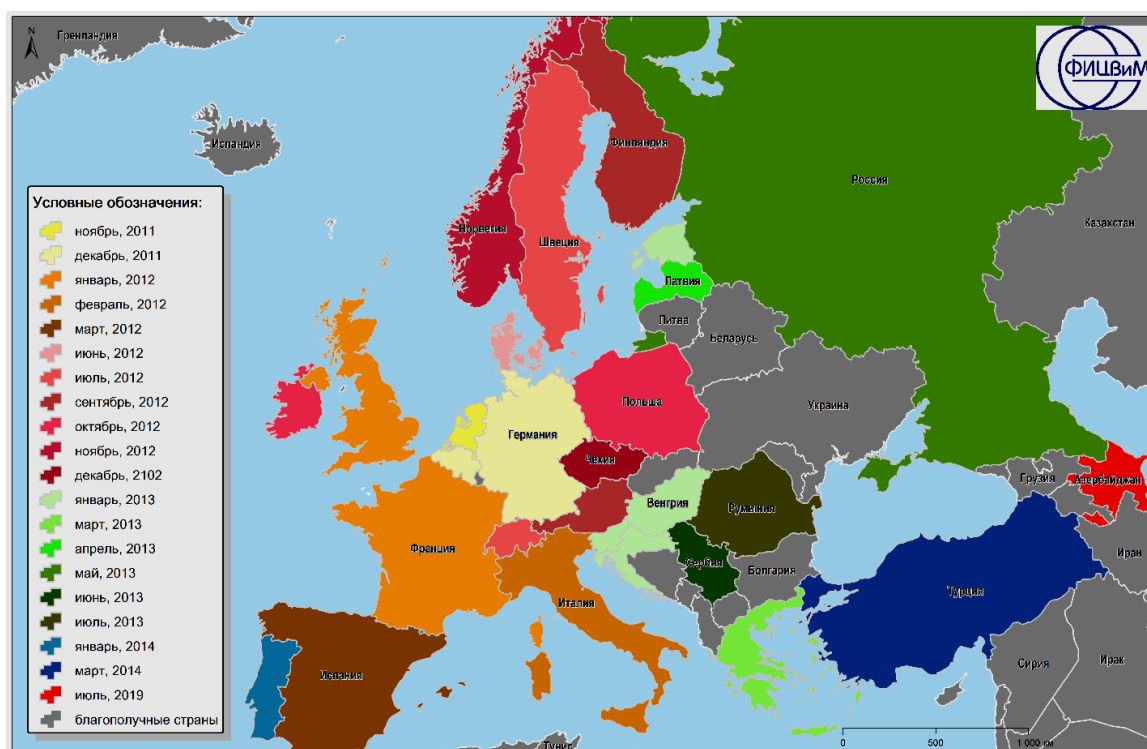 Гренландия
N
ФИЦВиМ
Исландия
Финляндия
Россия
Казахстан
Норвегия
Швеция
Латвия
Литва
Беларусь
Польша
Украина
Германия
Чехия
Грузия
Азербайджан
Венгрия
Румыния
Франция
Сербия
Болгария
Иран
Италия
Турция
Испания
Сирия
Ирак
Тунис
0
500
1 000 км
Условные обозначения:
ноябрь, 2011
декабрь, 2011
январь, 2012
февраль, 2012
март, 2012
июнь, 2012
июль, 2012
сентябрь, 2012
октябрь, 2012
ноябрь, 2012
декабрь, 2102
январь, 2013
март, 2013
апрель, 2013
май, 2013
июнь, 2013
июль, 2013
январь, 2014
март, 2014
июль, 2019
благополучные страны